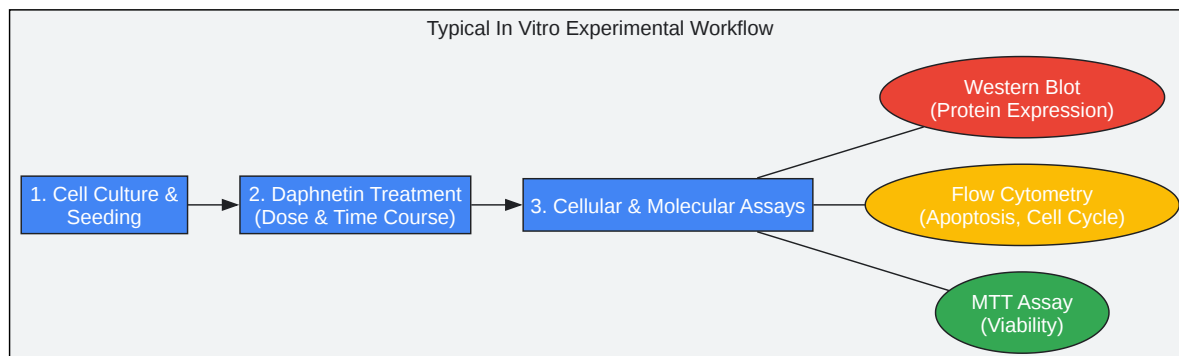 Typical In Vitro Experimental Workflow
1. Cell Culture &
Seeding
2. Daphnetin Treatment
(Dose & Time Course)
3. Cellular & Molecular Assays
Western Blot
(Protein Expression)
Flow Cytometry
(Apoptosis, Cell Cycle)
MTT Assay
(Viability)